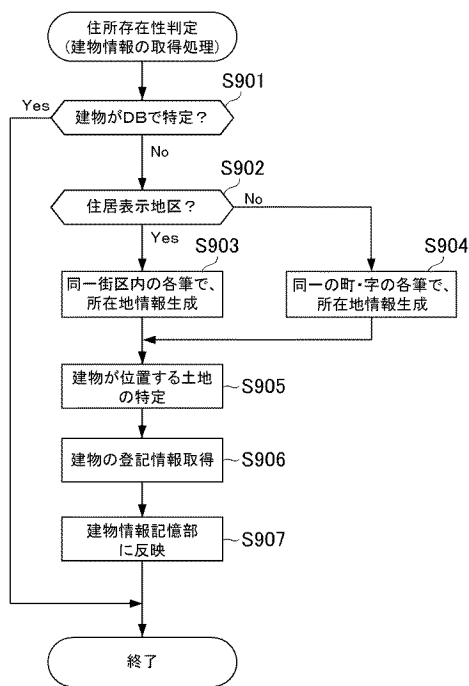 住所存在性判定
(建物情報の取得処理)
S901
Yes
建物がDBで特定？
No
S902
住居表示地区？
No
Yes
S903
同一街区内の各筆で、
所在地情報生成
S904
同一の町・字の各筆で、
所在地情報生成
建物が位置する土地
の特定
S905
建物の登記情報取得
S906
建物情報記憶部
に反映
S907
終了